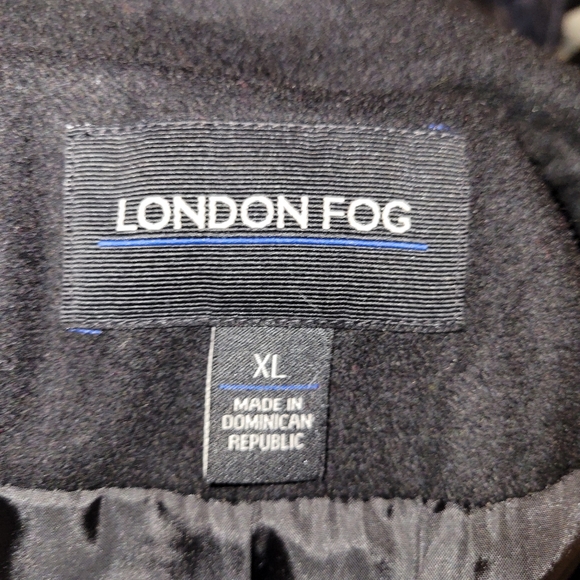 LONDON FOG
XL
MADE IN
DOMINICAN
REPUBLIC